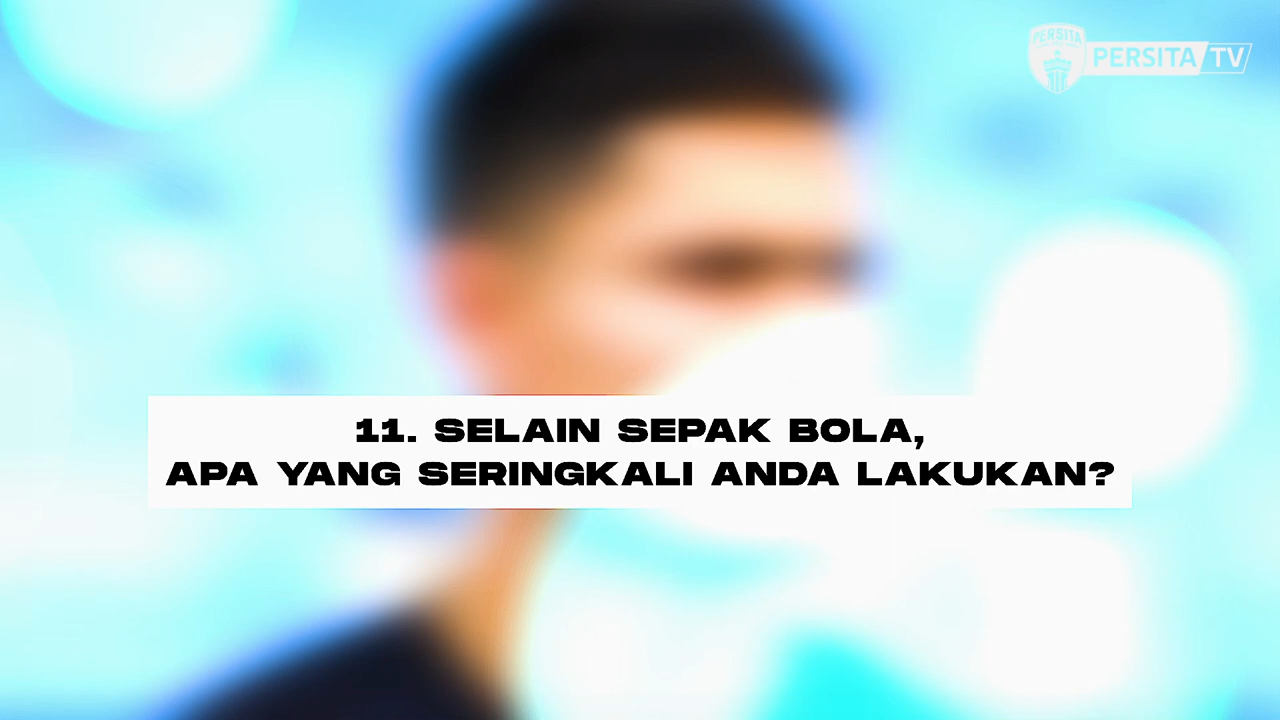 PERSITA
PERSITA TV
11. SELAIN SEPAK BOLA,
APA YANG SERINGKALI ANDA LAKUKAN?